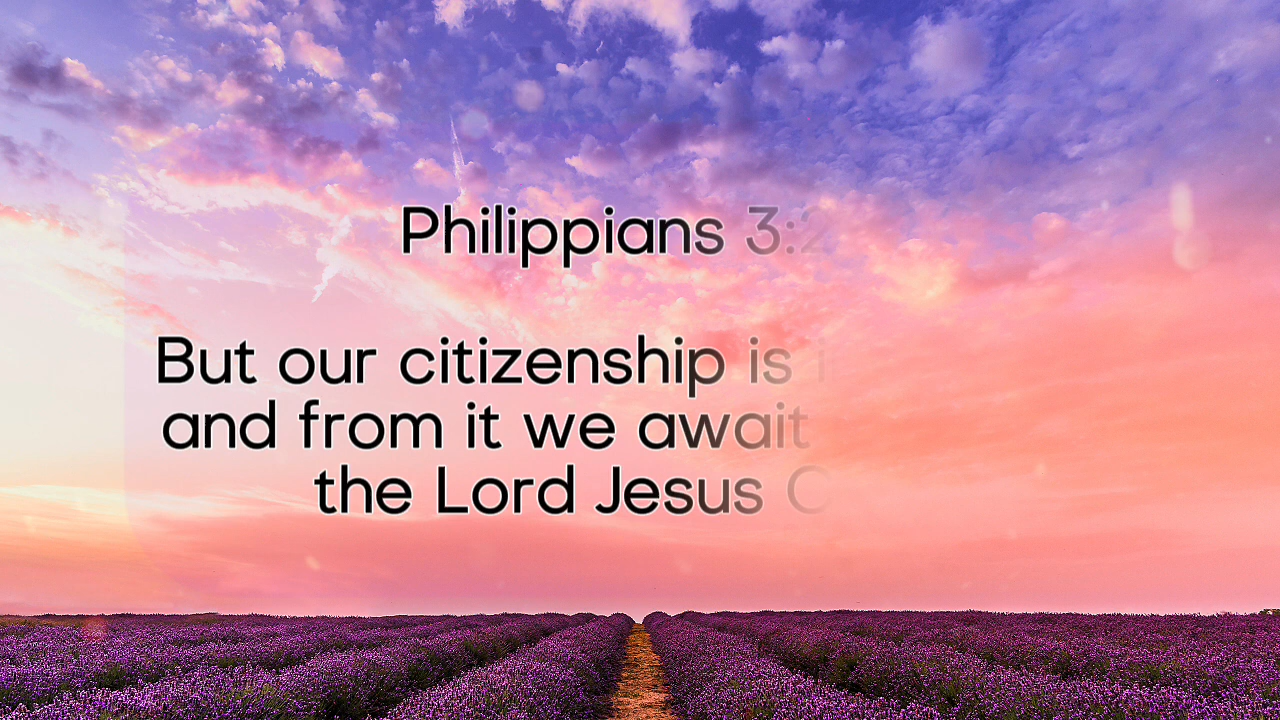 Philippians 3:2
But our citizenship is
and from it we await
the Lord Jesus